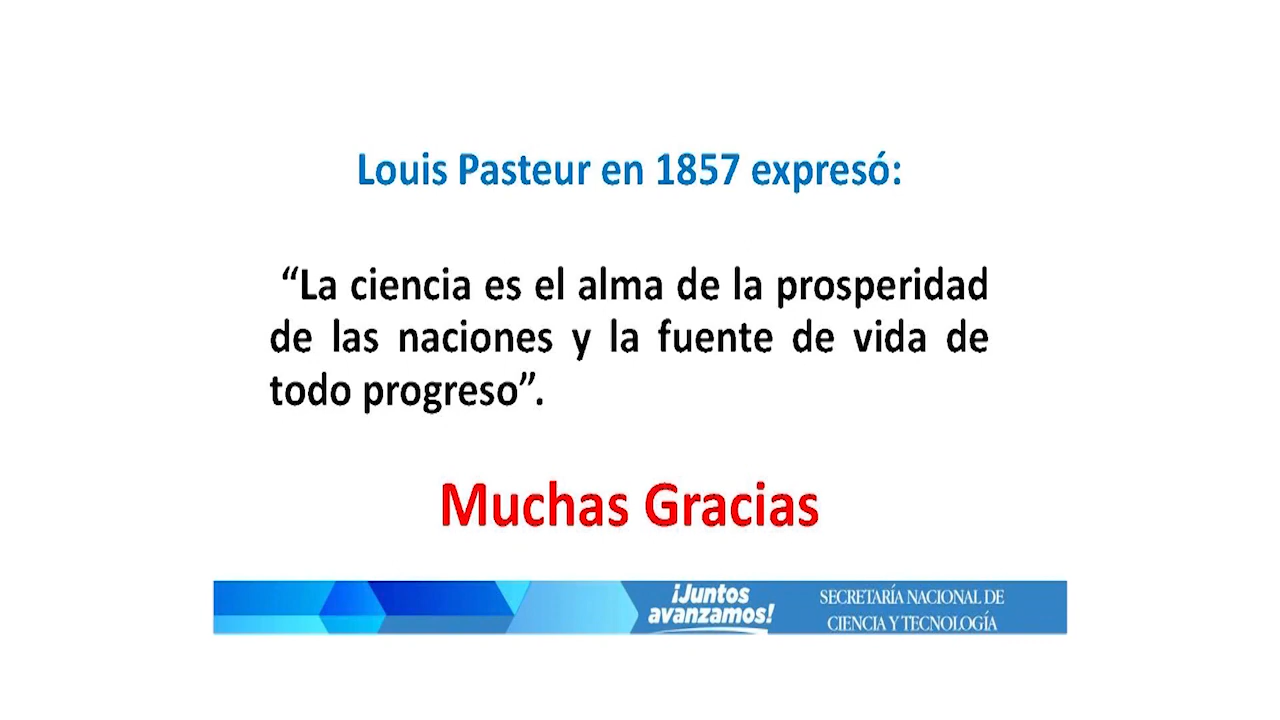 Louis Pasteur en 1857 expresó:
“La ciencia es el alma de la prosperidad
de las naciones y la fuente de vida de
todo progreso”.
Muchas Gracias
¡Juntos
avanzamos!
SECRETARÍA NACIONAL DE
CIENCIA Y TECNOLOGÍA